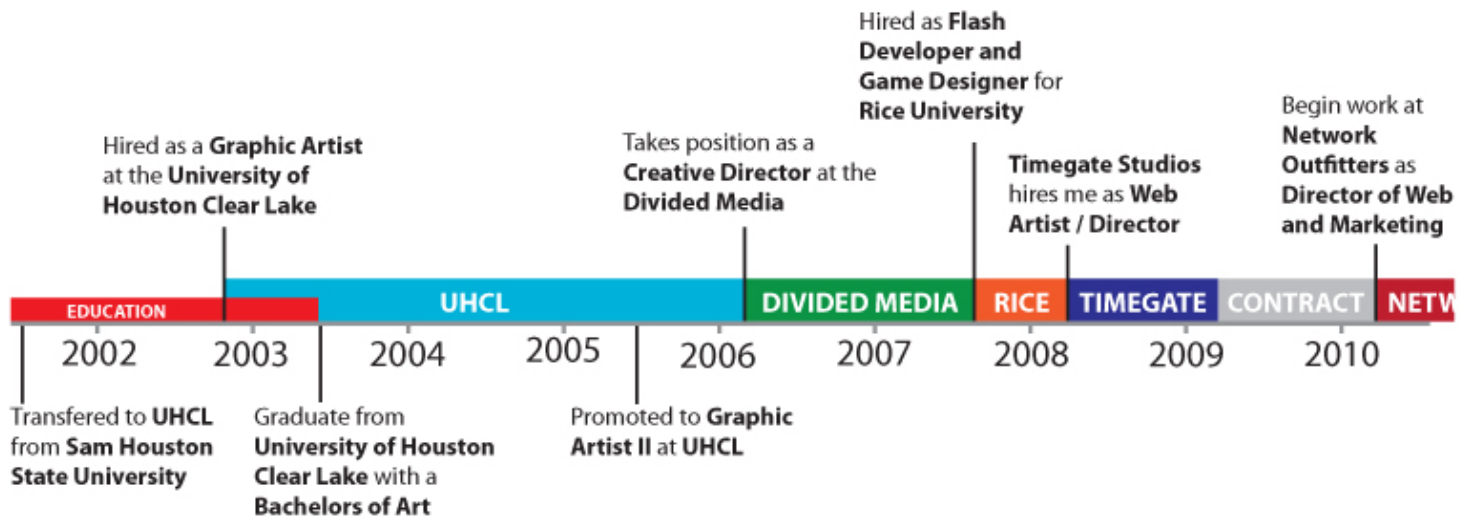 Hired as Flash
Developer and
Game Designer for
Rice University
Begin work at
Network
Outfitters as
Director of Web
and Marketing
Hired as a Graphic Artist
at the University of
Houston Clear Lake
Takes position as a
Creative Director at the
Divided Media
Timegate Studios
hires me as Web
Artist / Director
EDUCATION
UHCL
DIVIDED MEDIA
RICE
TIMEGATE
CONTRACT
NETW
2002
2003
2004
2005
2006
2007
2008
2009
2010
Transfered to UHCL
from Sam Houston
State University
Graduate from
University of Houston
Clear Lake with a
Bachelors of Art
Promoted to Graphic
Artist II at UHCL